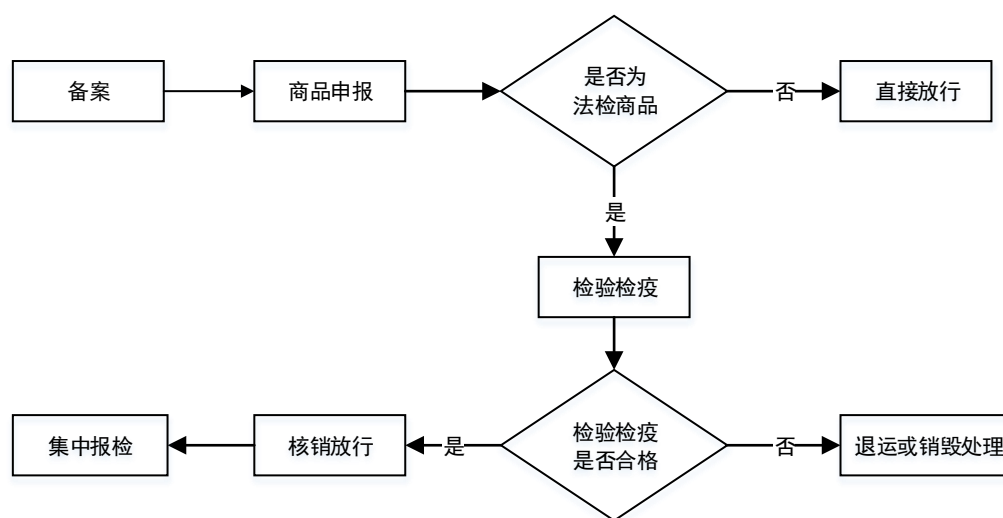 备案
商品申报
是否为
法检商品
否
直接放行
是
检验检疫
集中报检
核销放行
是
检验检疫
是否合格
否
退运或销毁处理